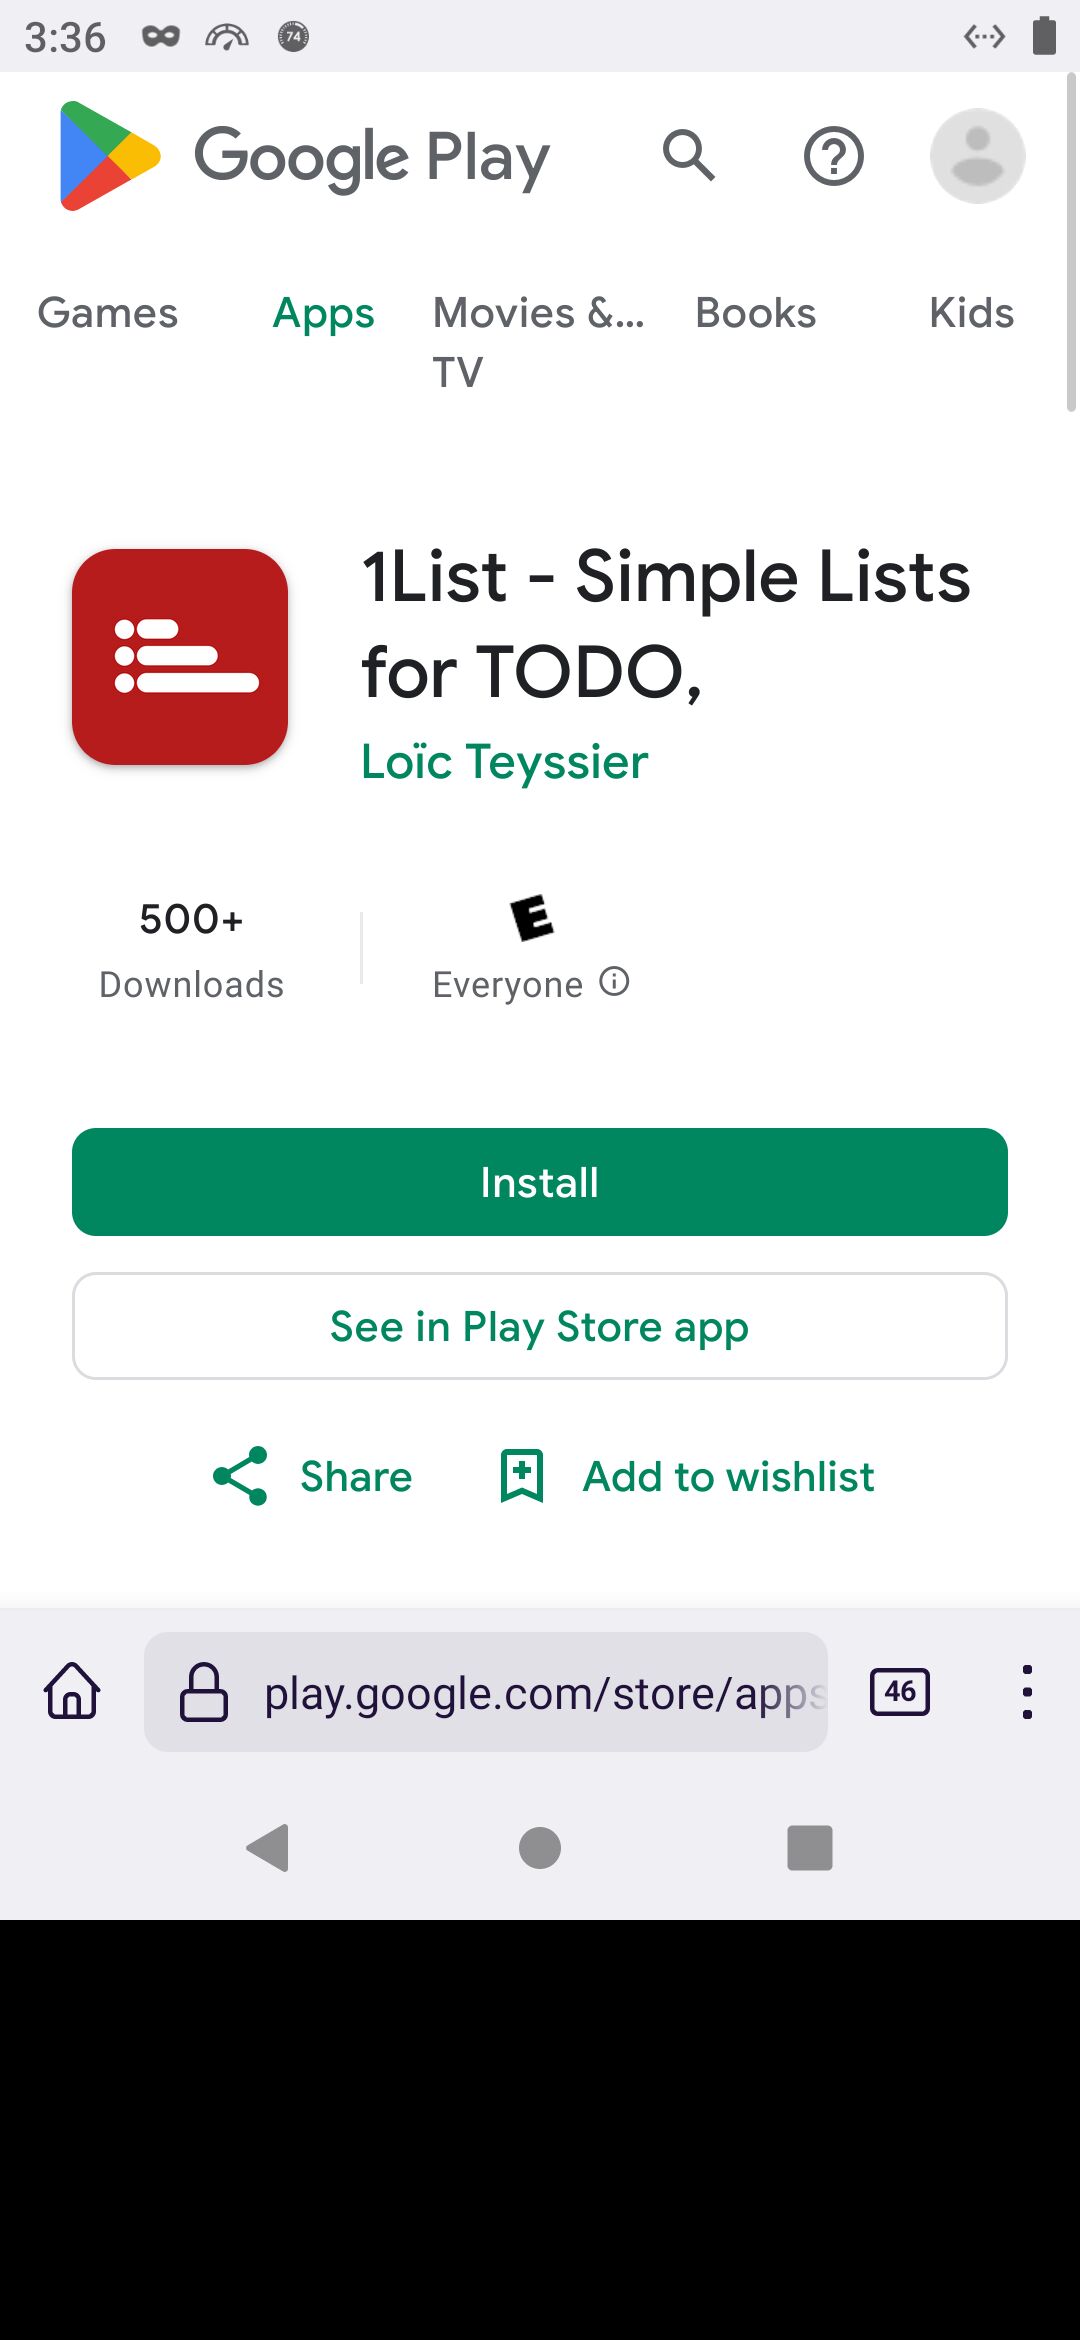 3:36
74
Google Play
Games
Apps
Movies &...
TV
Books
Kids
1List - Simple Lists
for TODO,
Loïc Teyssier
500+
Downloads
E
Everyone
Install
See in Play Store app
Share
Add to wishlist
play.google.com/store/apps
46